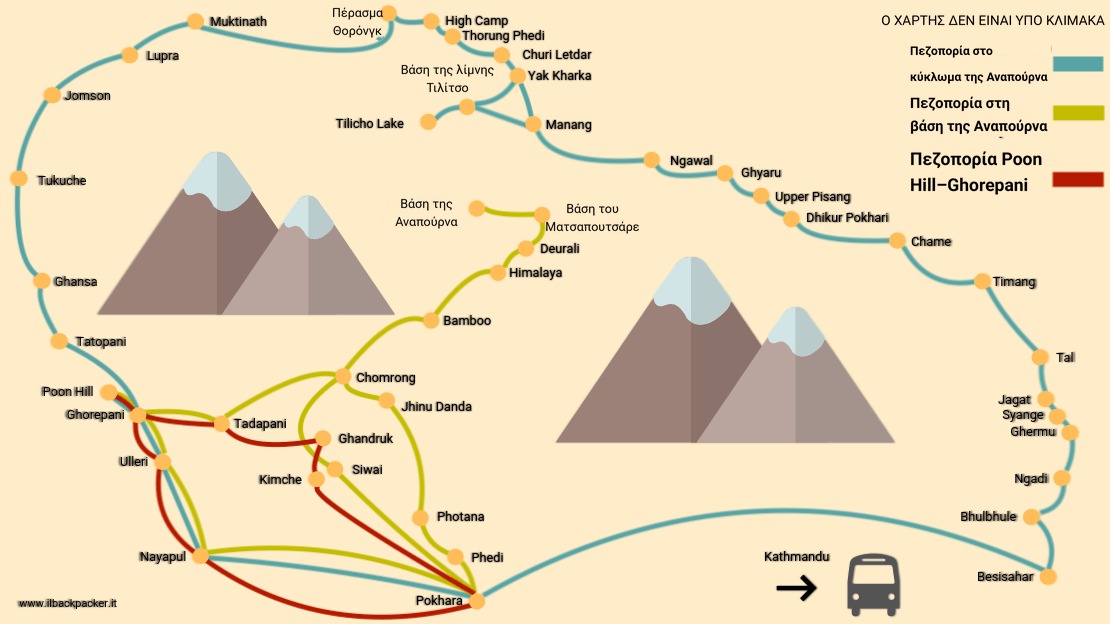 Ο ΧΑΡΤΗΣ ΔΕΝ ΕΙΝΑΙ ΥΠΟ ΚΛΙΜΑΚΑ
Πεζοπορία στο
κύκλωμα της Αναπούρνα
Πεζοπορία στη
βάση της Αναπούρνα
Πεζοπορία Poon
Hill–Ghorepani
Πέρασμα
Θορόνγκ
High Camp
Muktinath
Thorung Phedi
Churi Letdar
Lupra
Βάση της λίμνης
Τιλίτσο
Yak Kharka
Jomson
Tilicho Lake
Manang
Ngawal
Ghyaru
Tukuche
Upper Pisang
Βάση της
Αναπούρνα
Βάση του
Ματσαπουτσάρε
Dhikur Pokhari
Chame
Deurali
Himalaya
Ghansa
Timang
Bamboo
Tatopani
Tal
Chomrong
Poon Hill
Jhinu Danda
Jagat
Ghorepani
Syange
Tadapani
Ghermu
Ghandruk
Ulleri
Siwai
Kimche
Ngadi
Photana
Bhulbhule
Nayapul
Phedi
Kathmandu
Besisahar
Pokhara
www.ilbackpacker.it